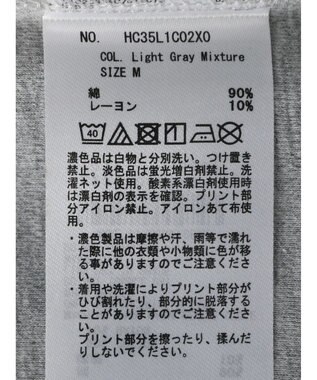 NO. HC35L1C02X0
COL. Light Gray Mixture
SIZE M
綿 90%
レーヨン 10%
40
濃色品は白物と分別洗い。つけ置き
禁止。淡色品は蛍光増白剤禁止。洗
濯ネット使用。酸素系漂白剤使用時
は漂白剤の表示を確認。プリント部
分アイロン禁止。アイロンあて布使
用。
・濃色製品は摩擦や汗、雨等で濡れ
た際に他の衣類や小物類に色が移
る事がありますのでご注意くださ
い。
・着用や洗濯によりプリント部分が
ひび割れたり、部分的に脱落する
ことがありますのでご注意くださ
い。
プリント部分を擦ったり、揉んだ
りしないでください。